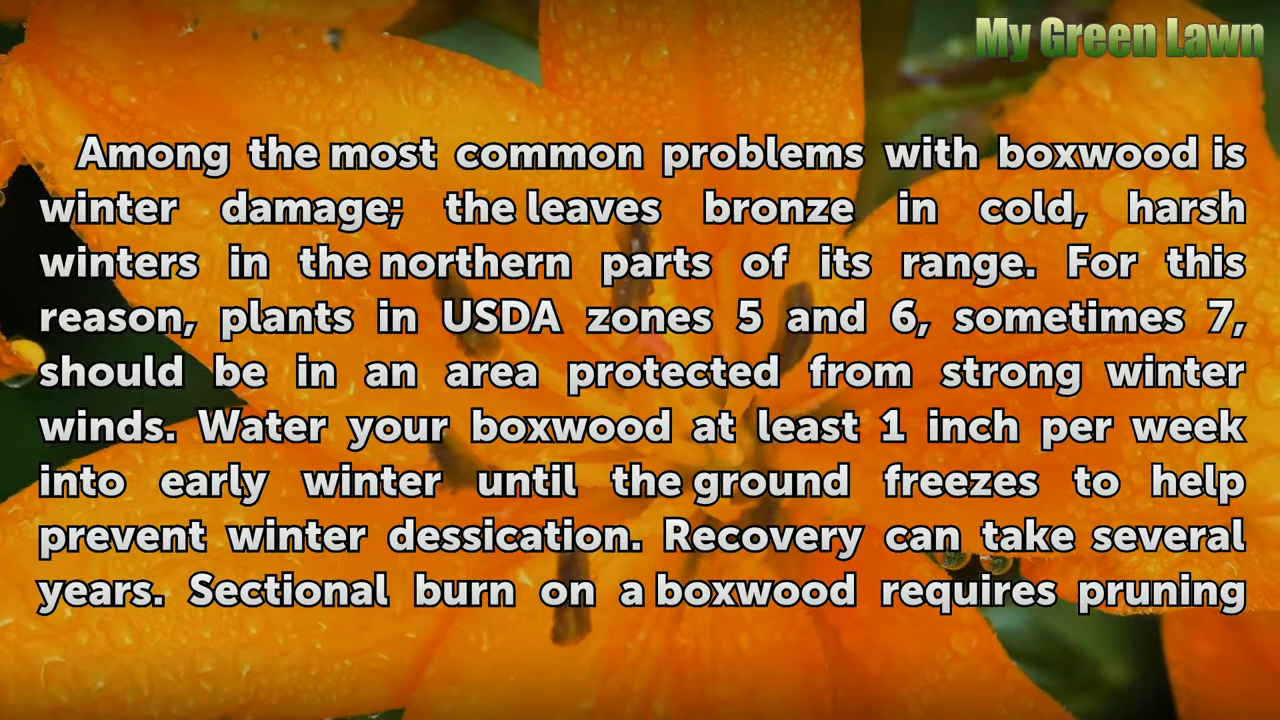 My Green Lawn
Among the most common problems with boxwood is
winter damage; the leaves bronze in cold, harsh
winters in the northern parts of its range. For this
reason, plants in USDA zones 5 and 6, sometimes 7,
should be in an area protected from strong winter
winds. Water your boxwood at least 1 inch per week
into early winter until the ground freezes to help
prevent winter dessication. Recovery can take several
years. Sectional burn on a boxwood requires pruning